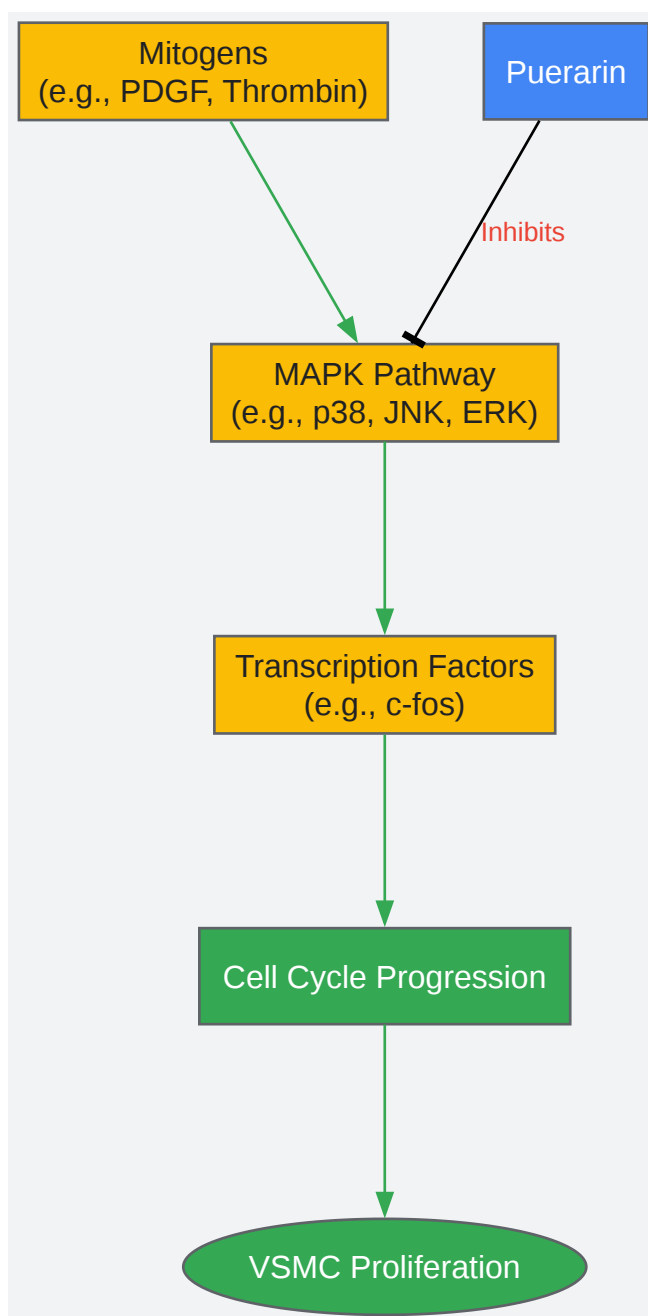 Mitogens
(e.g., PDGF, Thrombin)
Puerarin
Inhibits
MAPK Pathway
(e.g., p38, JNK, ERK)
Transcription Factors
(e.g., c-fos)
Cell Cycle Progression
VSMC Proliferation